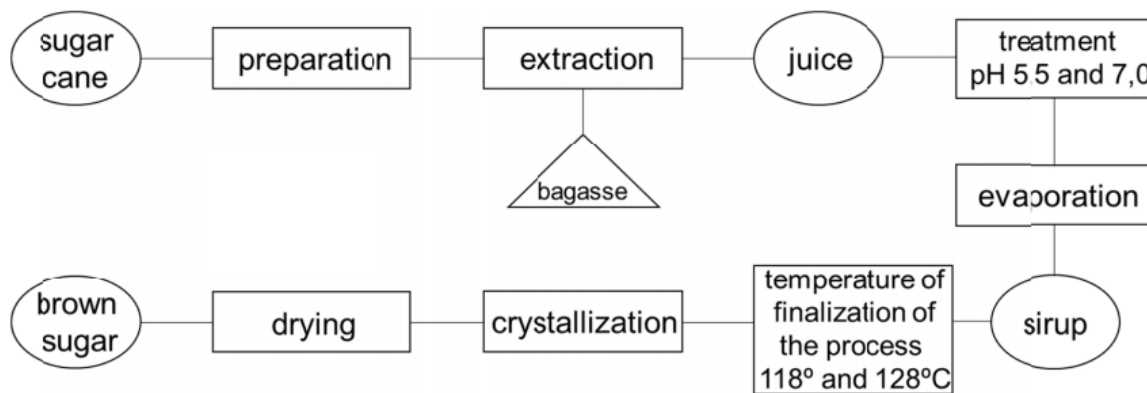 sugar
cane
preparation
extraction
juice
treatment
pH 5.5 and 7,0
bagasse
evaporation
sirup
temperature of
finalization of
the process
118º and 128ºC
crystallization
drying
brown
sugar